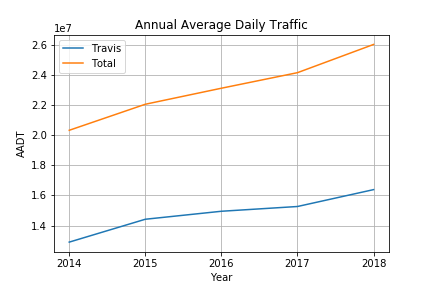 Annual Average Daily Traffic
1e7
Travis
Total
2.6
2.4
2.2
2.0
1.8
1.6
1.4
AADT
2014 2015 2016 2017 2018
Year